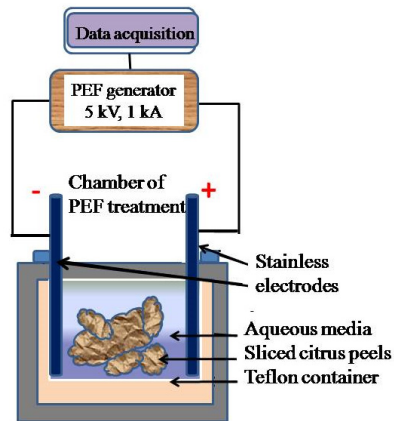 Data acquisition
PEF generator
5 kV, 1 kA
-
+
Chamber of
PEF treatment
Stainless
electrodes
Aqueous media
Sliced citrus peels
Teflon container